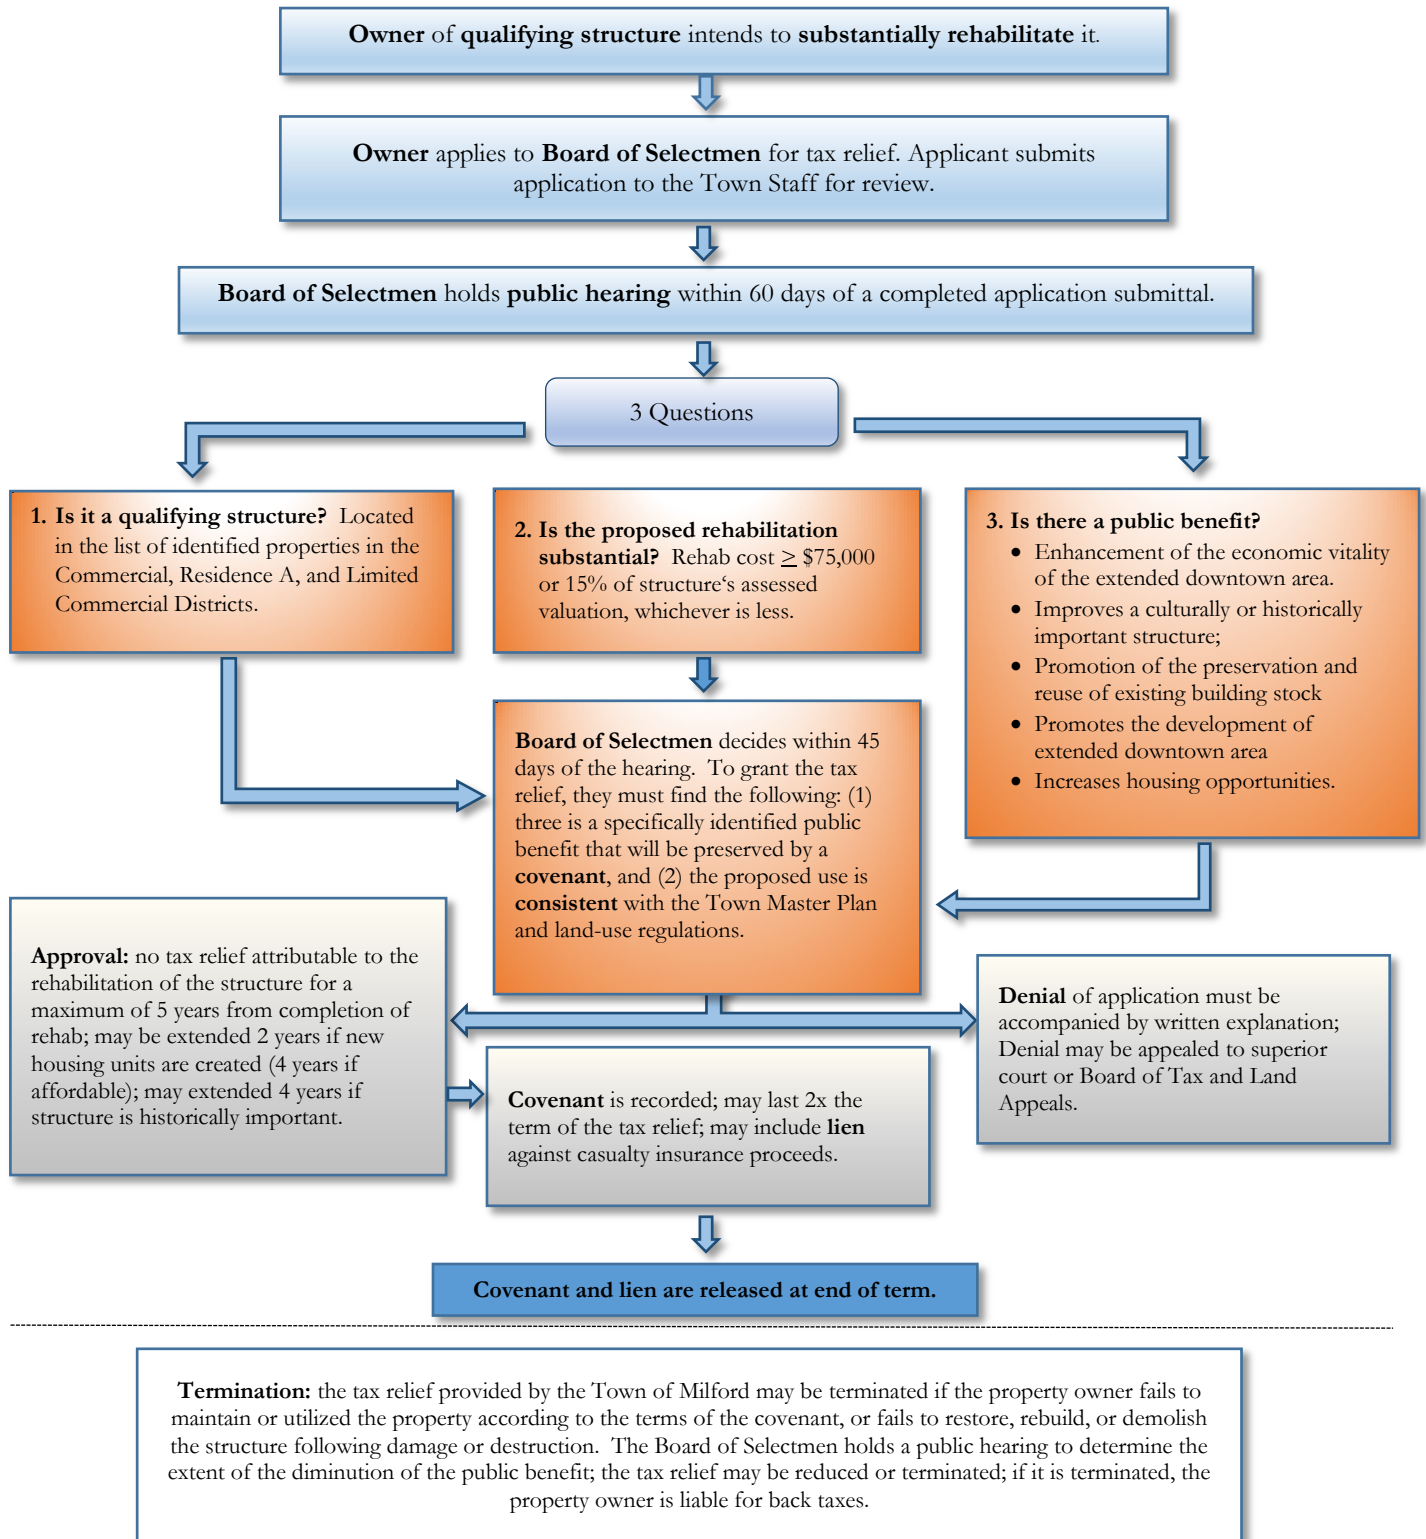 Owner of qualifying structure intends to substantially rehabilitate it.
Owner applies to Board of Selectmen for tax relief. Applicant submits
application to the Town Staff for review.
Board of Selectmen holds public hearing within 60 days of a completed application submittal.
3 Questions
1. Is it a qualifying structure? Located
in the list of identified properties in the
Commercial, Residence A, and Limited
Commercial Districts.
2. Is the proposed rehabilitation
substantial? Rehab cost ≥ $75,000
or 15% of structure‘s assessed
valuation, whichever is less.
3. Is there a public benefit?
• Enhancement of the economic vitality
of the extended downtown area.
• Improves a culturally or historically
important structure;
• Promotion of the preservation and
reuse of existing building stock
• Promotes the development of
extended downtown area
• Increases housing opportunities.
Board of Selectmen decides within 45
days of the hearing. To grant the tax
relief, they must find the following: (1)
three is a specifically identified public
benefit that will be preserved by a
covenant, and (2) the proposed use is
consistent with the Town Master Plan
and land-use regulations.
Approval: no tax relief attributable to the
rehabilitation of the structure for a
maximum of 5 years from completion of
rehab; may be extended 2 years if new
housing units are created (4 years if
affordable); may extended 4 years if
structure is historically important.
Denial of application must be
accompanied by written explanation;
Denial may be appealed to superior
court or Board of Tax and Land
Appeals.
Covenant is recorded; may last 2x the
term of the tax relief; may include lien
against casualty insurance proceeds.
Covenant and lien are released at end of term.
Termination: the tax relief provided by the Town of Milford may be terminated if the property owner fails to
maintain or utilized the property according to the terms of the covenant, or fails to restore, rebuild, or demolish
the structure following damage or destruction. The Board of Selectmen holds a public hearing to determine the
extent of the diminution of the public benefit; the tax relief may be reduced or terminated; if it is terminated, the
property owner is liable for back taxes.